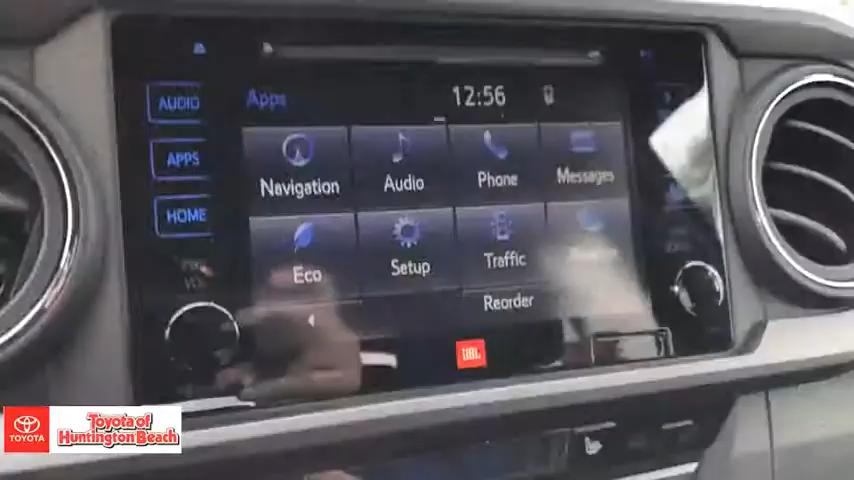 12:56
AUDIO
Apps
APPS
Navigation
Audio
Phone
Messages
HOME
Eco
Setup
Traffic
Reorder
JBL
TOYOTA
Toyota of
Huntington Beach